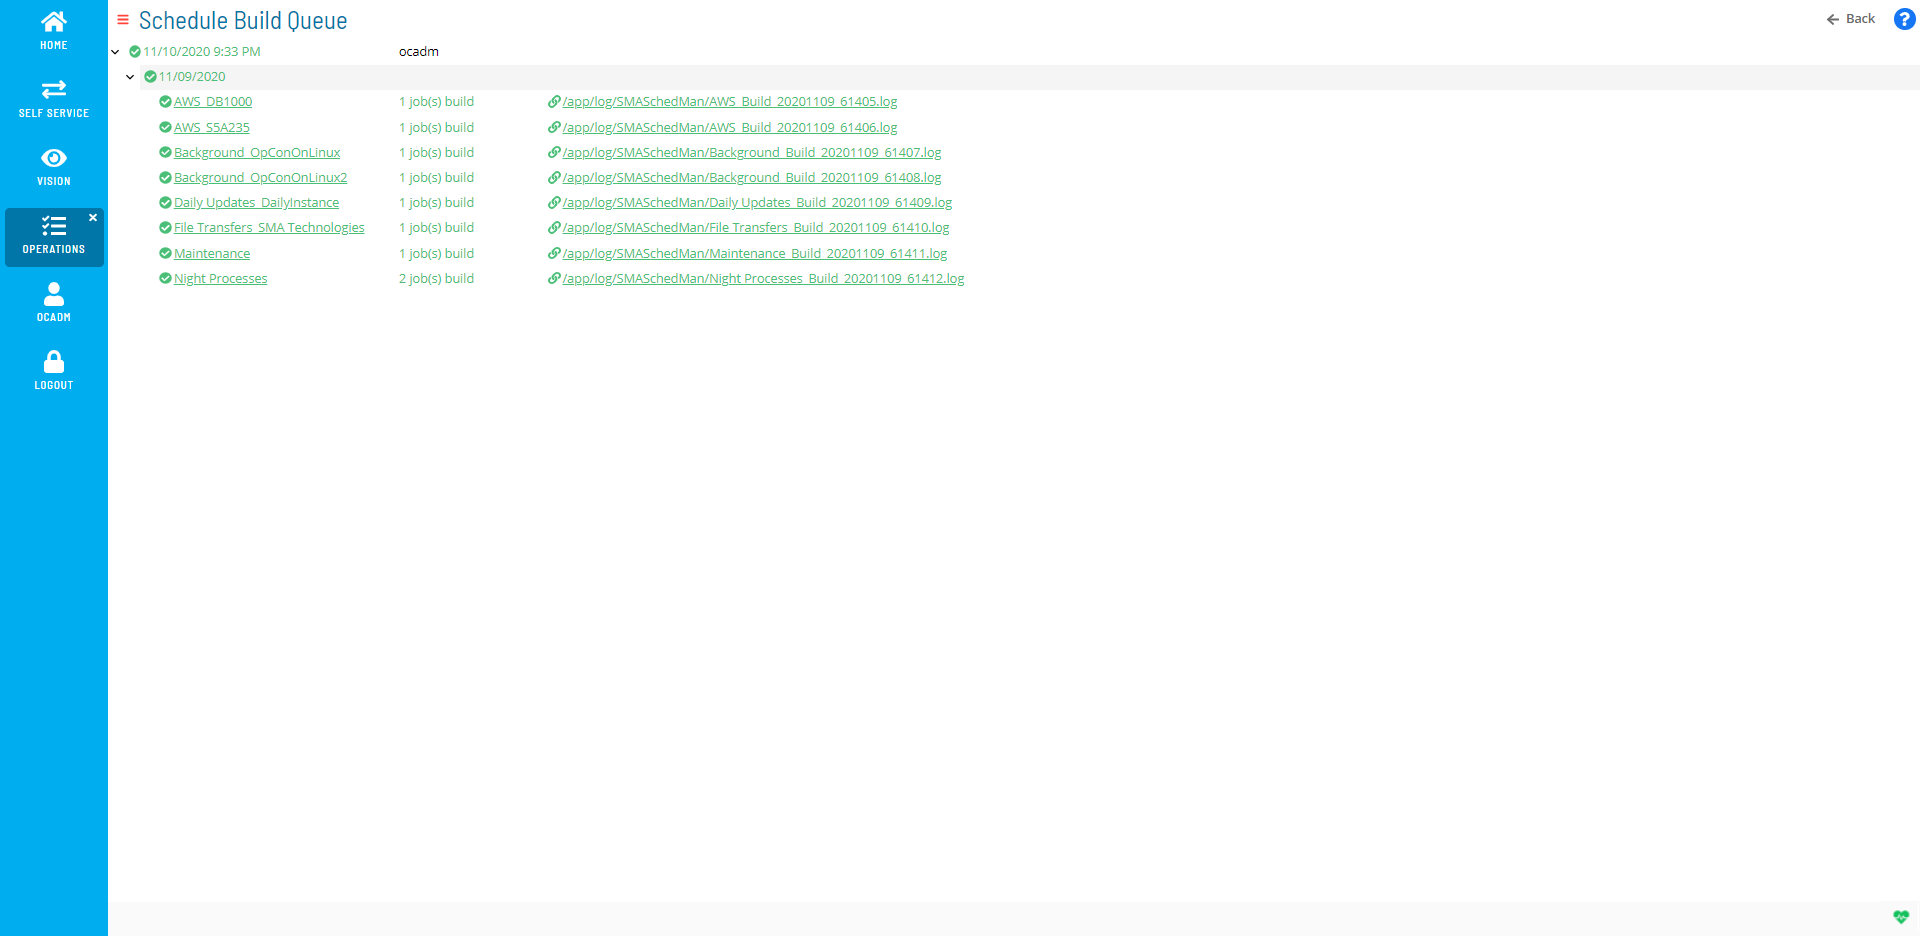 HOME
SELF SERVICE
VISION
OPERATIONS
OCADM
LOGOUT
Schedule Build Queue
Back
?
11/10/2020 9:33 PM ocadm
11/09/2020
AWS_DB1000 1 job(s) build /app/log/SMASchedMan/AWS_Build_20201109_61405.log
AWS_S5A235 1 job(s) build /app/log/SMASchedMan/AWS_Build_20201109_61406.log
Background_OpConOnLinux 1 job(s) build /app/log/SMASchedMan/Background_Build_20201109_61407.log
Background_OpConOnLinux2 1 job(s) build /app/log/SMASchedMan/Background_Build_20201109_61408.log
Daily Updates_DailyInstance 1 job(s) build /app/log/SMASchedMan/Daily Updates_Build_20201109_61409.log
File Transfers_SMA Technologies 1 job(s) build /app/log/SMASchedMan/File Transfers_Build_20201109_61410.log
Maintenance 1 job(s) build /app/log/SMASchedMan/Maintenance_Build_20201109_61411.log
Night Processes 2 job(s) build /app/log/SMASchedMan/Night Processes_Build_20201109_61412.log